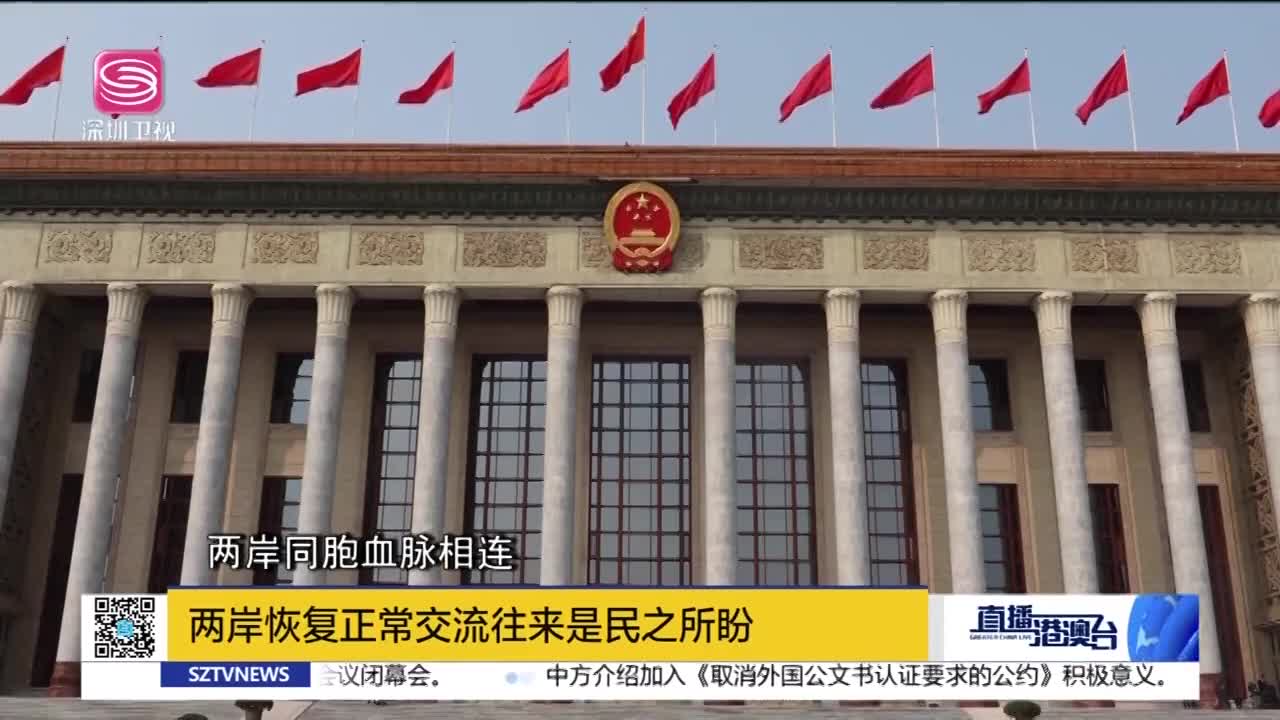 深圳卫视
两岸同胞血脉相连
两岸恢复正常交流往来是民之所盼
直播港澳台
GREATER CHINA LIVE
SZTVNEWS
会议闭幕会。
中方介绍加入《取消外国公文书认证要求的公约》积极意义。